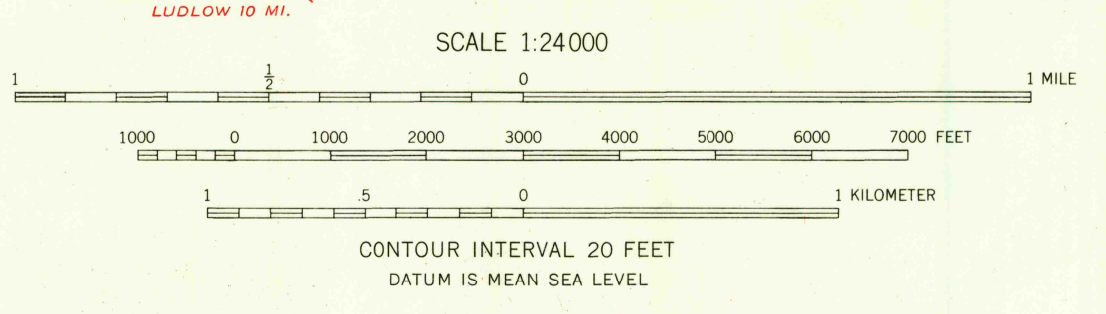 LUDLOW 10 MI.
SCALE 1:24000
1 1/2 0 1 MILE
1000 0 1000 2000 3000 4000 5000 6000 7000 FEET
1 .5 0 1 KILOMETER
CONTOUR INTERVAL 20 FEET
DATUM IS MEAN SEA LEVEL